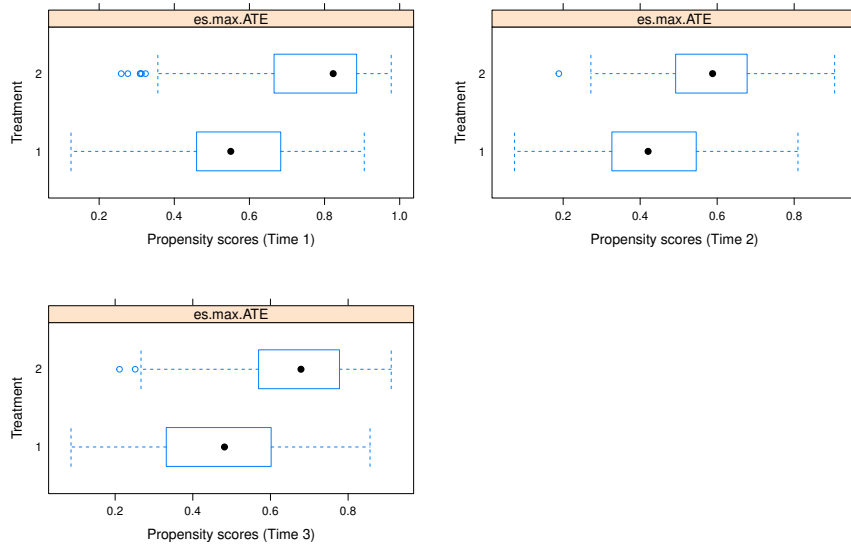 es.max.ATE
Treatment
2
1
0.2 0.4 0.6 0.8 1.0
Propensity scores (Time 1)
es.max.ATE
Treatment
2
1
0.2 0.4 0.6 0.8
Propensity scores (Time 2)
es.max.ATE
Treatment
2
1
0.2 0.4 0.6 0.8
Propensity scores (Time 3)